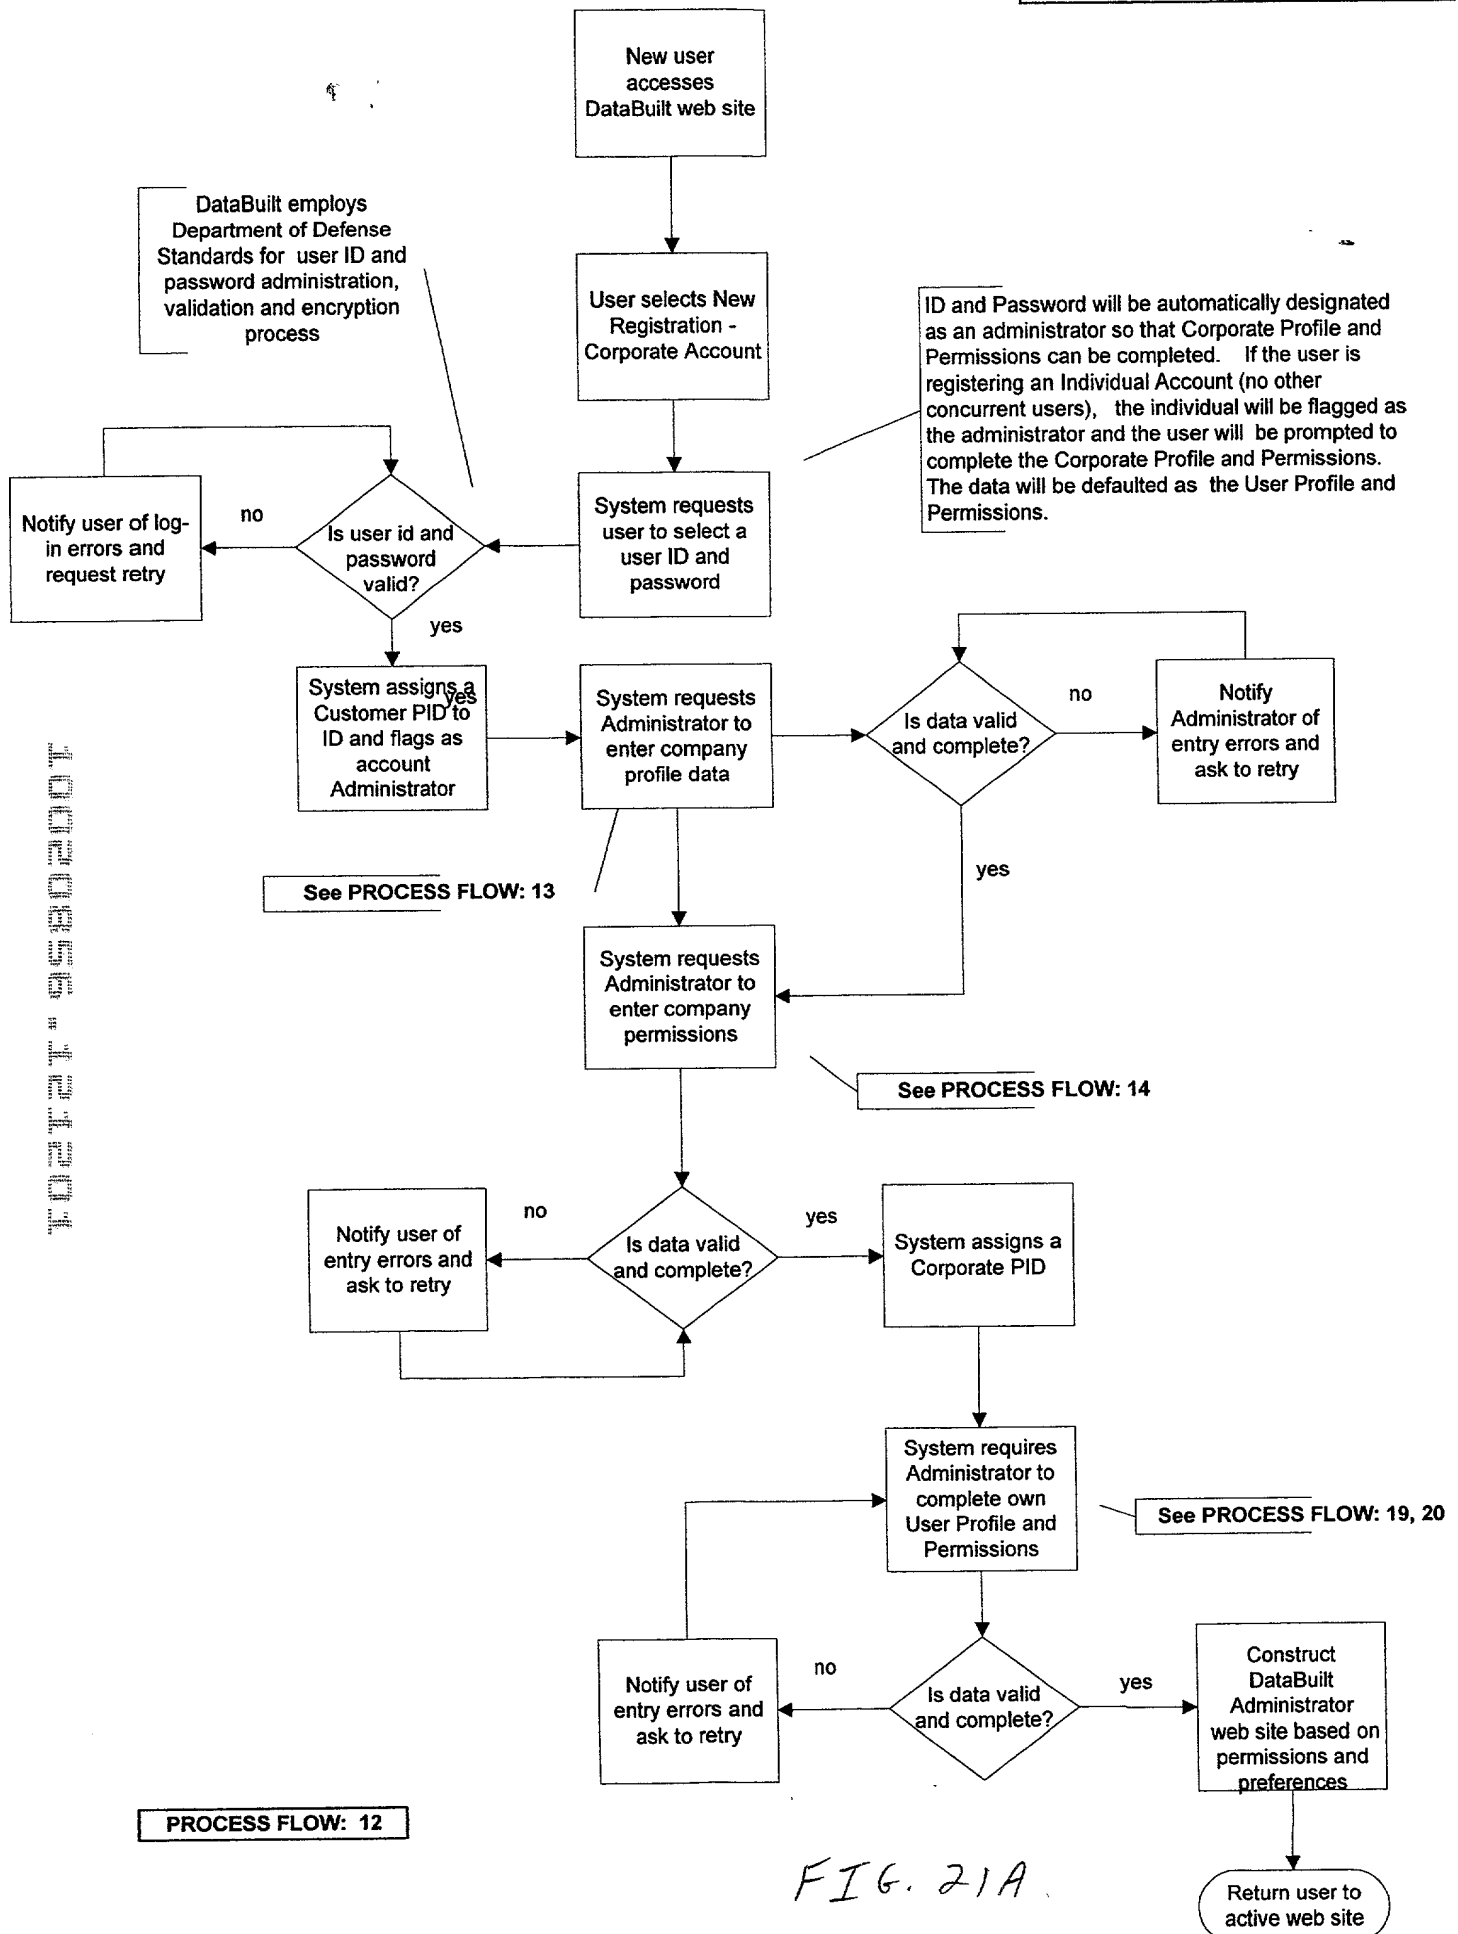 New user
accesses
DataBuilt web site
DataBuilt employs
Department of Defense
Standards for user ID and
password administration,
validation and encryption
process
User selects New
Registration -
Corporate Account
ID and Password will be automatically designated
as an administrator so that Corporate Profile and
Permissions can be completed. If the user is
registering an Individual Account (no other
concurrent users), the individual will be flagged as
the administrator and the user will be prompted to
complete the Corporate Profile and Permissions.
The data will be defaulted as the User Profile and
Permissions.
Notify user of log-
in errors and
request retry
no
Is user id and
password
valid?
System requests
user to select a
user ID and
password
yes
System assigns a
Customer PID to
ID and flags as
account
Administrator
yes
System requests
Administrator to
enter company
profile data
Is data valid
and complete?
no
Notify
Administrator of
entry errors and
ask to retry
yes
See PROCESS FLOW: 13
System requests
Administrator to
enter company
permissions
See PROCESS FLOW: 14
Notify user of
entry errors and
ask to retry
no
Is data valid
and complete?
yes
System assigns a
Corporate PID
System requires
Administrator to
complete own
User Profile and
Permissions
See PROCESS FLOW: 19, 20
Notify user of
entry errors and
ask to retry
no
Is data valid
and complete?
yes
Construct
DataBuilt
Administrator
web site based on
permissions and
preferences
Return user to
active web site
PROCESS FLOW: 12
FIG. 21A
10020856.121201